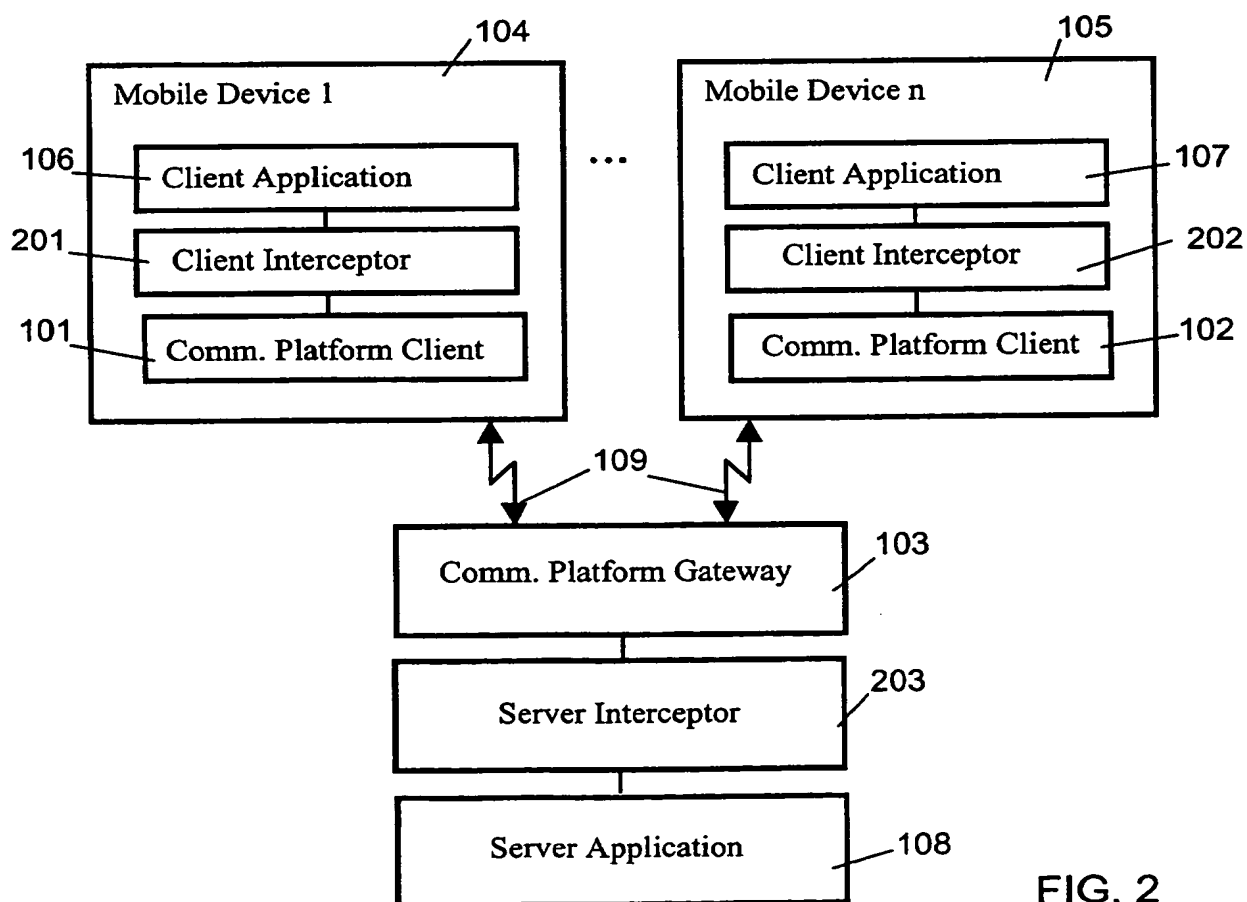 104
105
Mobile Device 1
Mobile Device n
106
Client Application
...
Client Application
107
201
Client Interceptor
Client Interceptor
202
101
Comm. Platform Client
Comm. Platform Client
102
109
Comm. Platform Gateway
103
Server Interceptor
203
Server Application
108
FIG. 2